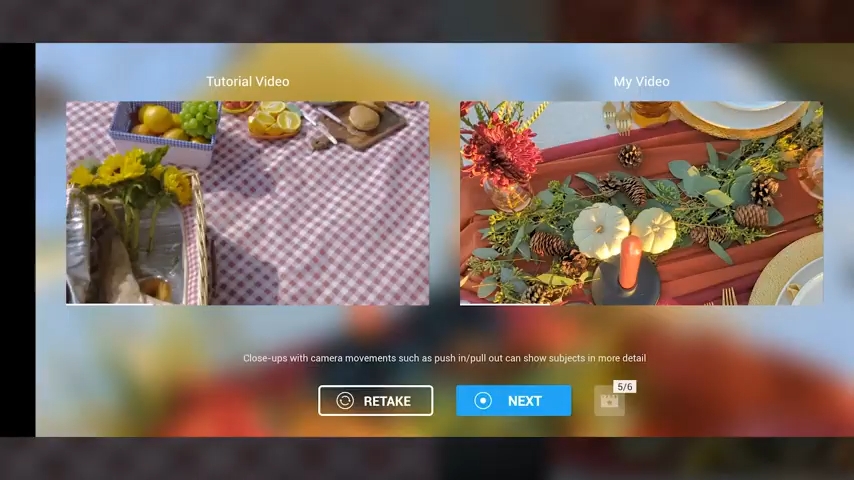 Tutorial Video
My Video
Close-ups with camera movements such as push in/pull out can show subjects in more detail
RETAKE
NEXT
5/6